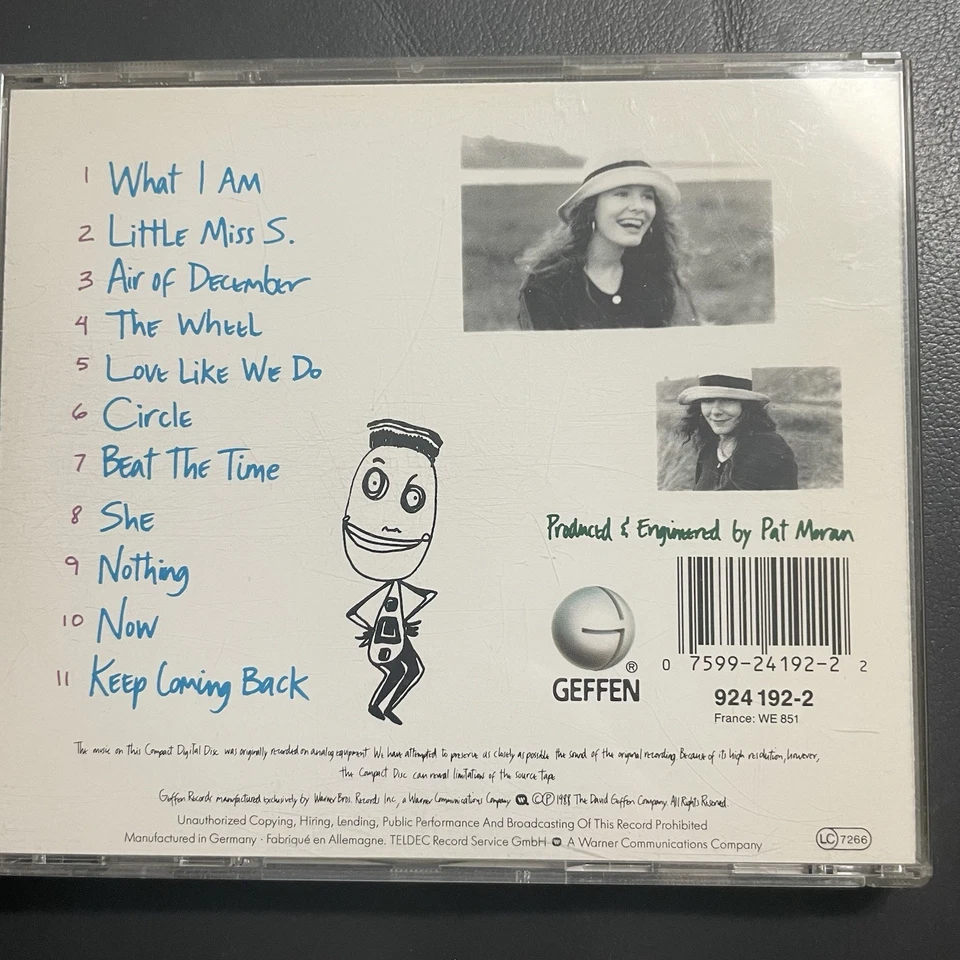 1 What I Am
2 Little Miss S.
3 Air of December
4 The Wheel
5 Love Like We Do
6 Circle
7 Beat The Time
8 She
9 Nothing
10 Now
11 Keep Coming Back
Produced & Engineered by Pat Moran
GEFFEN ®
0 7599-24192-2 2
924 192-2
France: WE 851
The music on this Compact Digital Disc was originally recorded on analog equipment. We have attempted to preserve as closely as possible the sound of the original recording. Because of its high resolution, however,
the Compact Disc can reveal limitations of the source tape.
Geffen Records manufactured exclusively by Warner Bros. Records Inc., a Warner Communications Company ©℗ 1988 The David Geffen Company. All Rights Reserved.
Unauthorized Copying, Hiring, Lending, Public Performance And Broadcasting Of This Record Prohibited
Manufactured in Germany · Fabriqué en Allemagne. TELDEC Record Service GmbH A Warner Communications Company
LC 7266